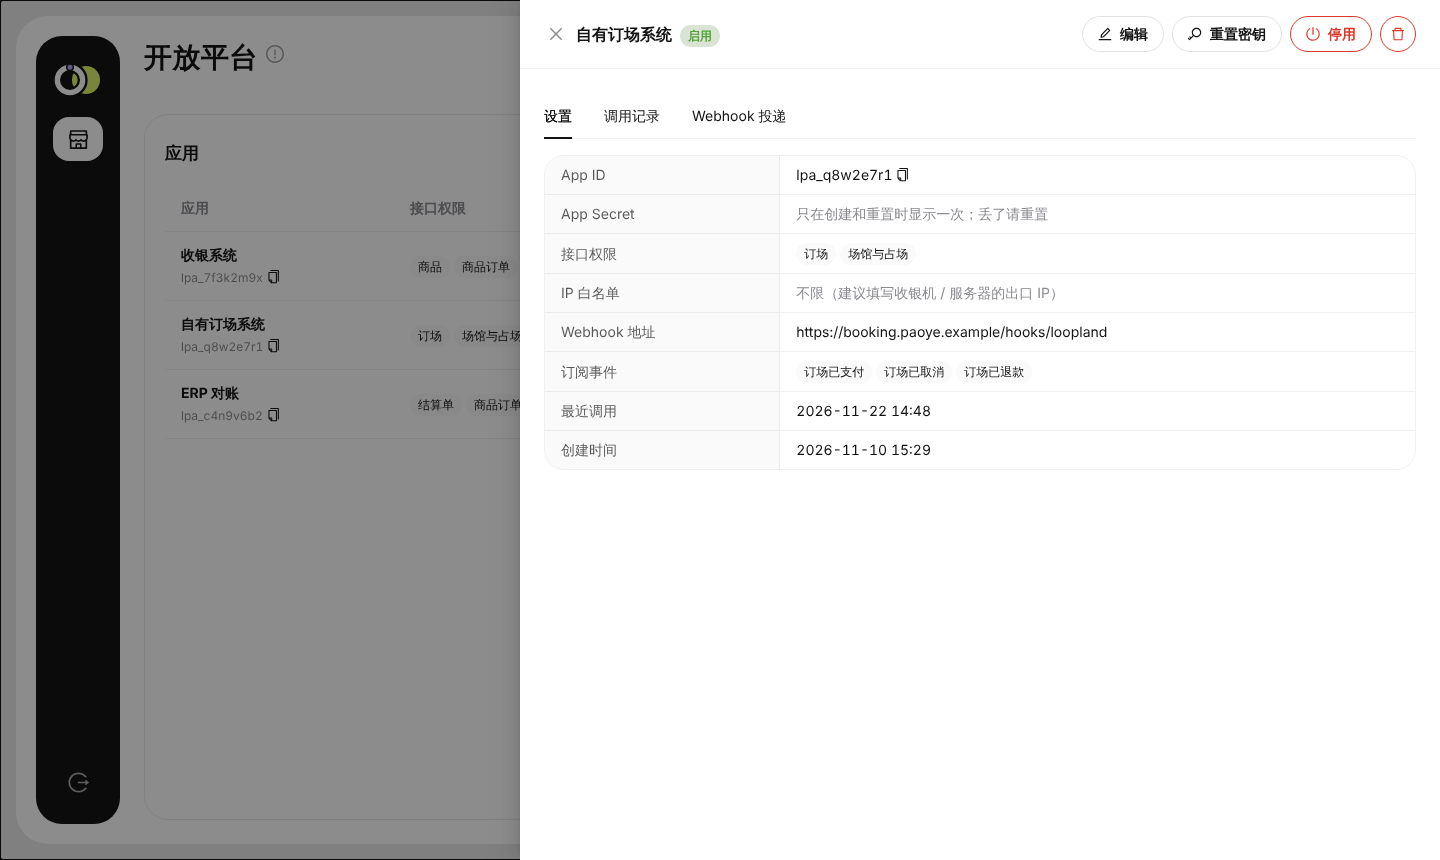 开放平台
应用
应用 接口权限
收银系统
lpa_7f3k2m9x
商品 商品订单
自有订场系统
lpa_q8w2e7r1
订场 场馆与占场
ERP 对账
lpa_c4n9v6b2
结算单 商品订单
自有订场系统 启用
编辑 重置密钥 停用
设置 调用记录 Webhook 投递
App ID lpa_q8w2e7r1
App Secret 只在创建和重置时显示一次；丢了请重置
接口权限 订场 场馆与占场
IP 白名单 不限（建议填写收银机 / 服务器的出口 IP）
Webhook 地址 https://booking.paoye.example/hooks/loopland
订阅事件 订场已支付 订场已取消 订场已退款
最近调用 2026-11-22 14:48
创建时间 2026-11-10 15:29